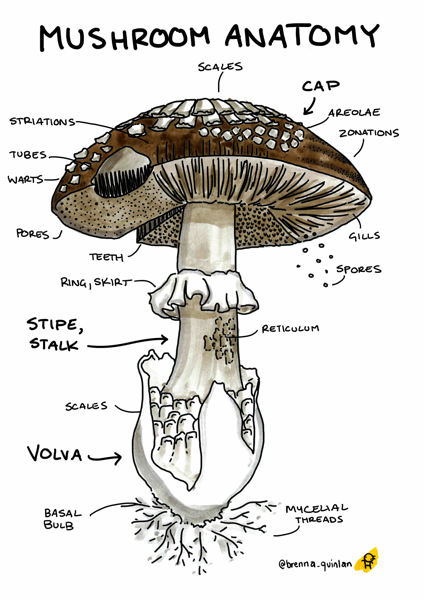 MUSHROOM ANATOMY
SCALES
CAP
STRIATIONS
AREOLAE
ZONATIONS
TUBES
WARTS
PORES
GILLS
TEETH
SPORES
RING, SKIRT
STIPE,
STALK
RETICULUM
SCALES
VOLVA
BASAL
BULB
MYCELIAL
THREADS
@brenna_quinlan